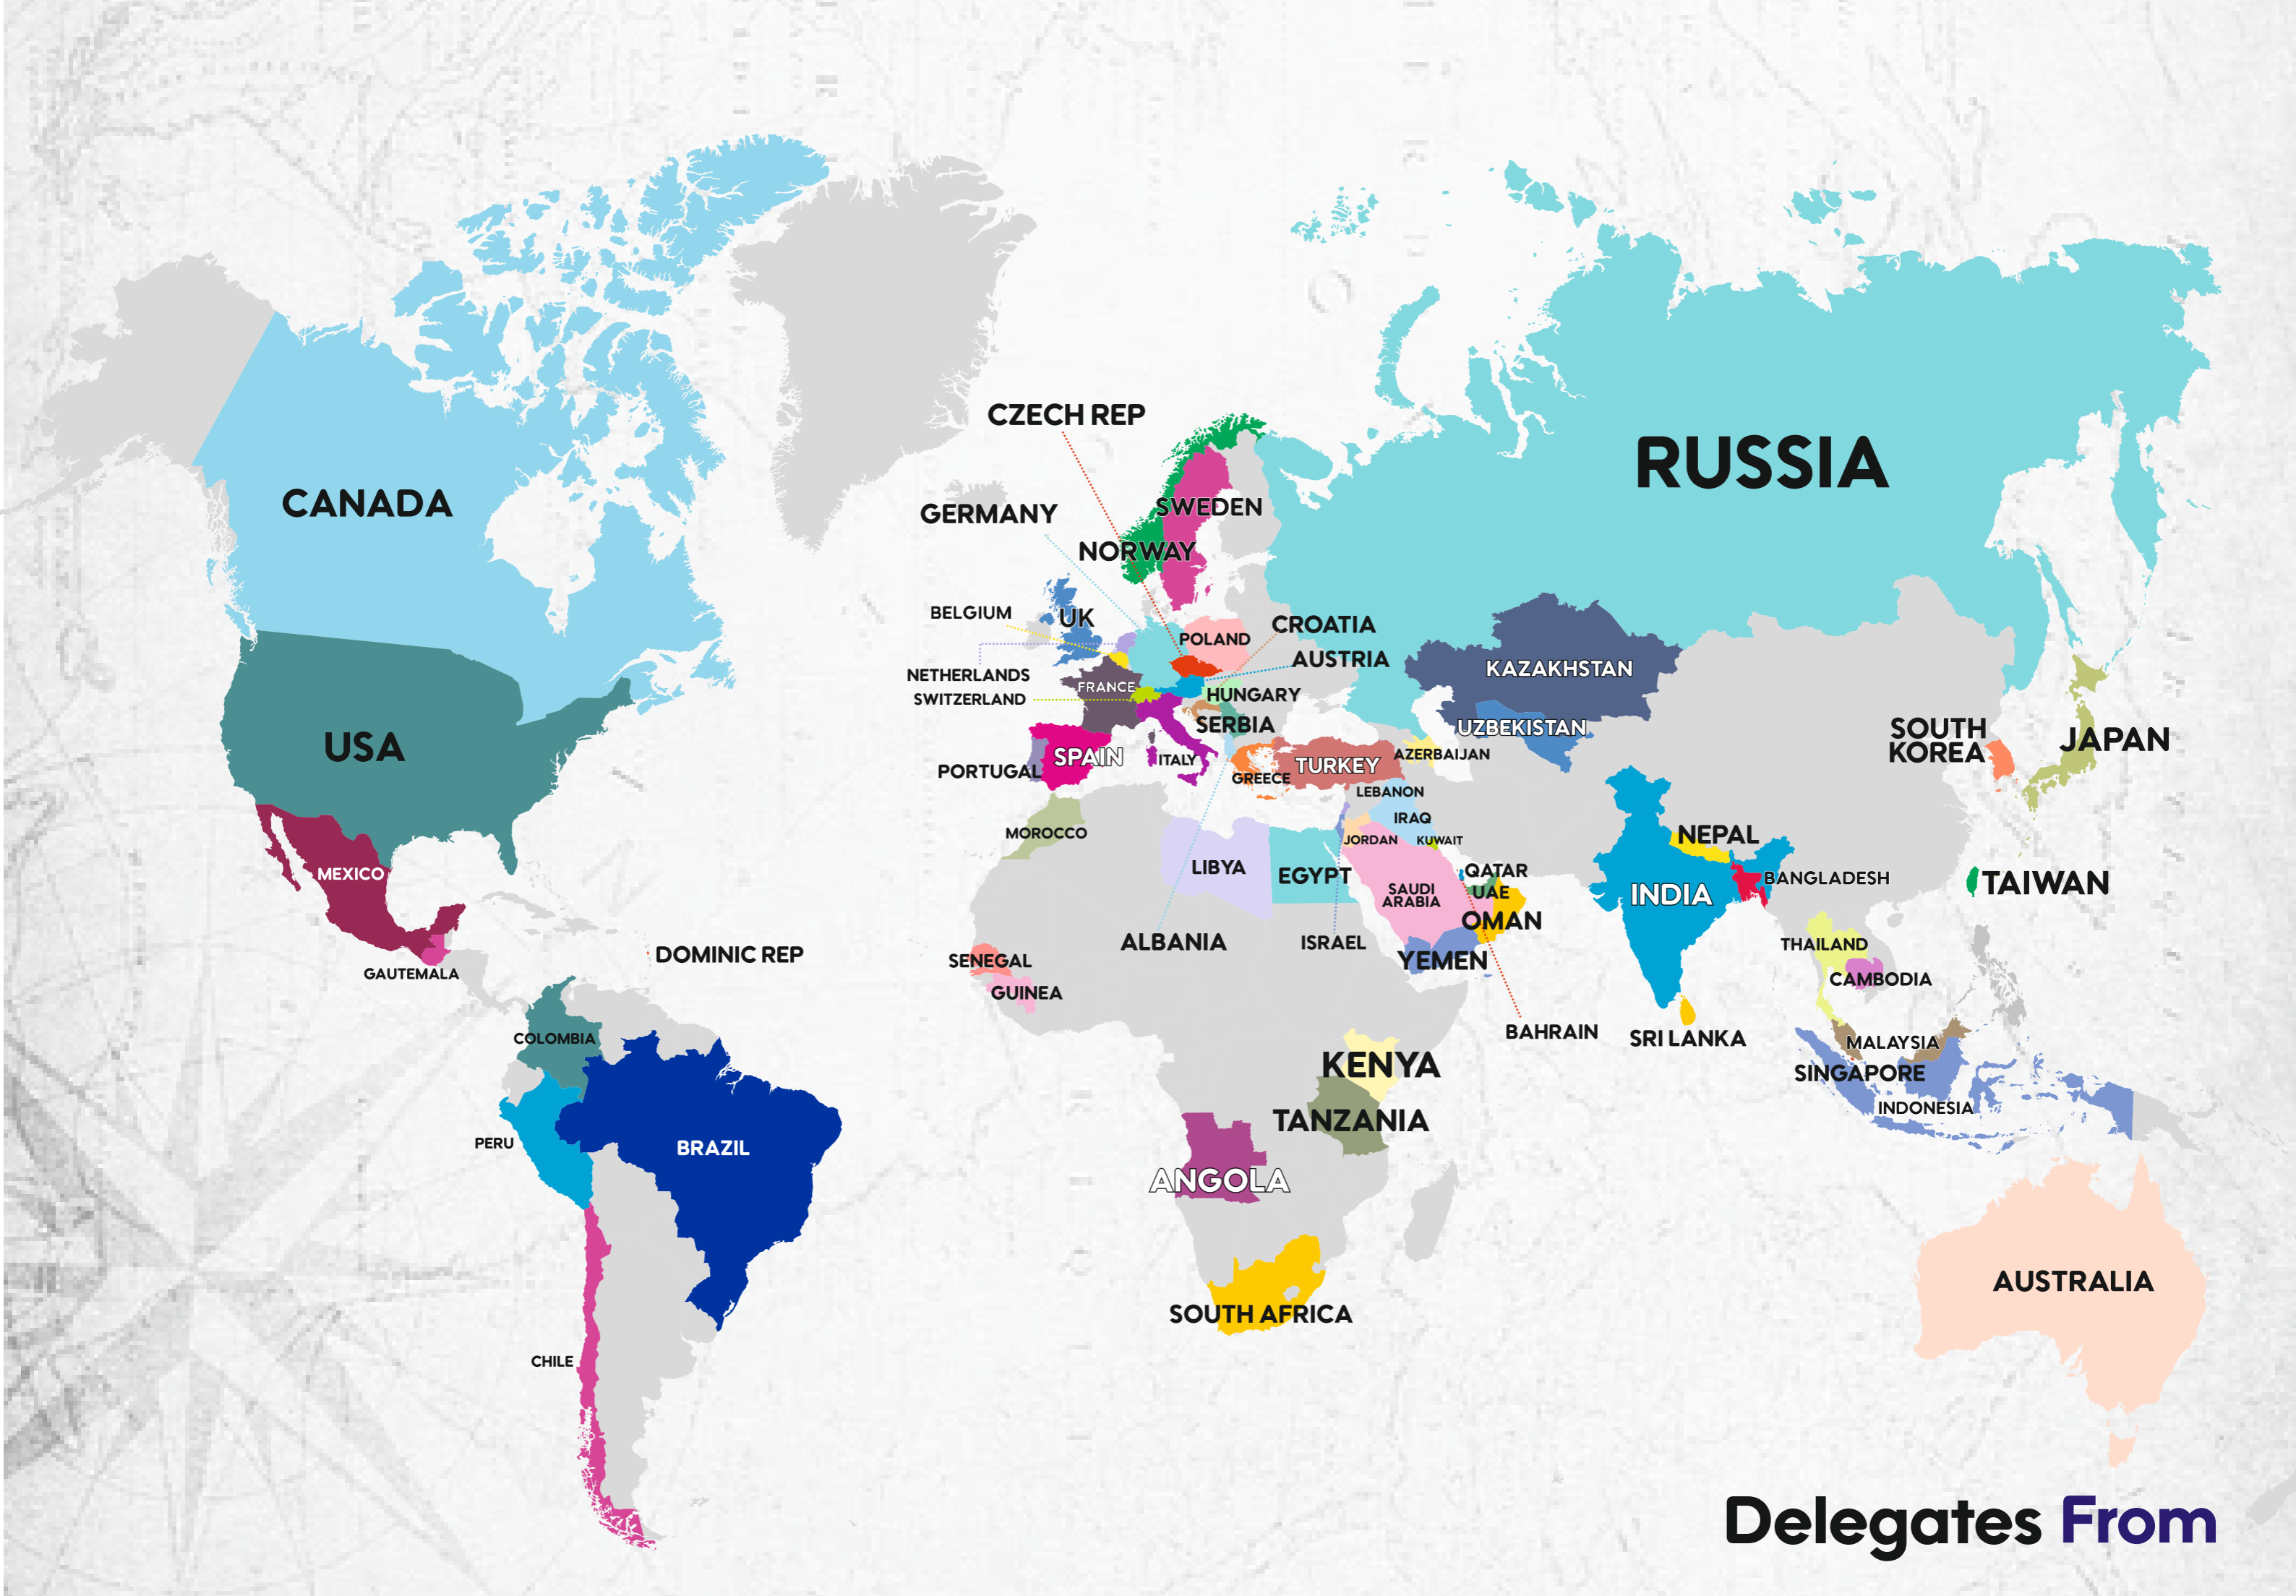 CZECH REP
RUSSIA
CANADA
SWEDEN
GERMANY
NORWAY
BELGIUM
UK
CROATIA
POLAND
AUSTRIA
KAZAKHSTAN
NETHERLANDS
FRANCE
SWITZERLAND
HUNGARY
SERBIA
UZBEKISTAN
SOUTH
KOREA
JAPAN
USA
SPAIN
ITALY
AZERBAIJAN
PORTUGAL
TURKEY
GREECE
LEBANON
IRAQ
MOROCCO
JORDAN
KUWAIT
NEPAL
MEXICO
LIBYA
EGYPT
QATAR
SAUDI
ARABIA
UAE
INDIA
BANGLADESH
TAIWAN
OMAN
ALBANIA
ISRAEL
THAILAND
DOMINIC REP
SENEGAL
YEMEN
GAUTEMALA
CAMBODIA
GUINEA
BAHRAIN
COLOMBIA
SRI LANKA
MALAYSIA
KENYA
SINGAPORE
INDONESIA
TANZANIA
PERU
BRAZIL
ANGOLA
AUSTRALIA
SOUTH AFRICA
CHILE
Delegates From